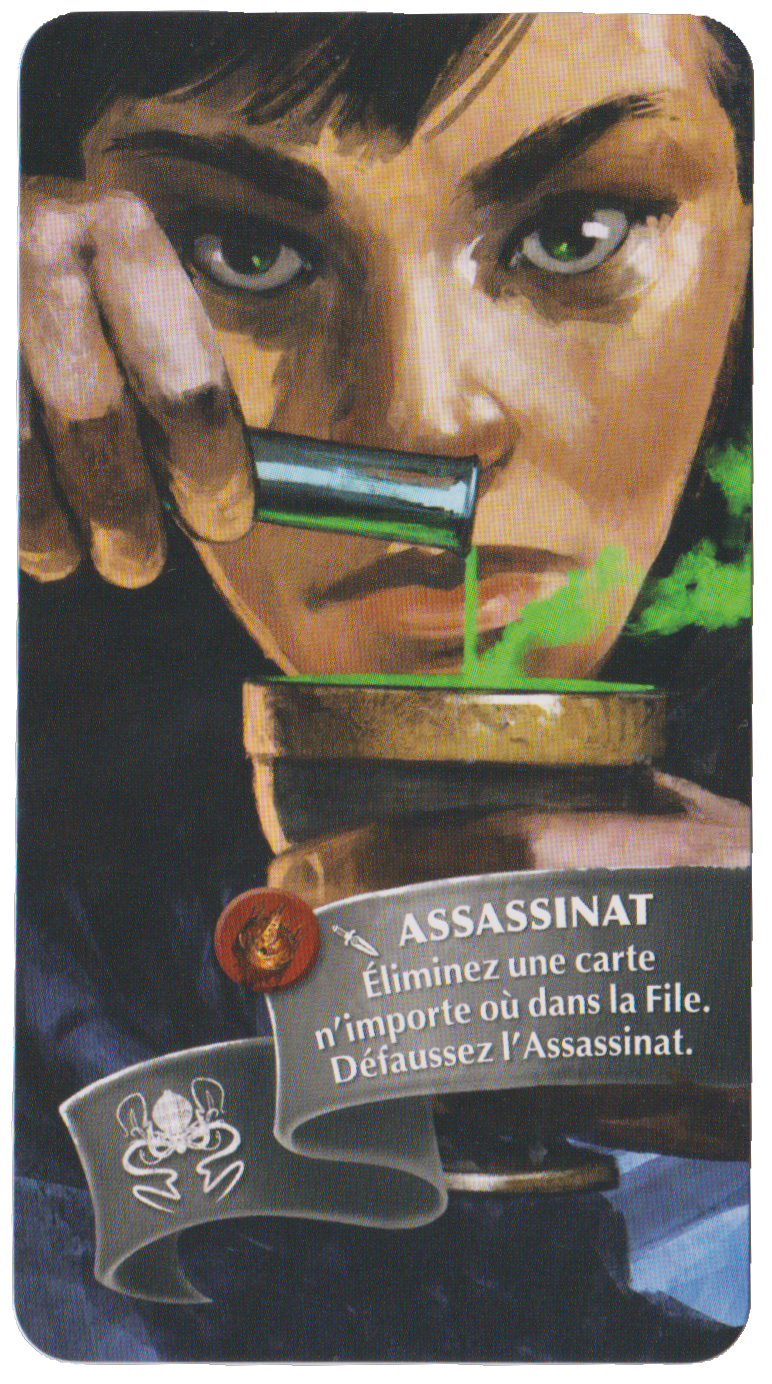 ASSASSINAT
Éliminez une carte
n'importe où dans la File.
Défaussez l'Assassinat.